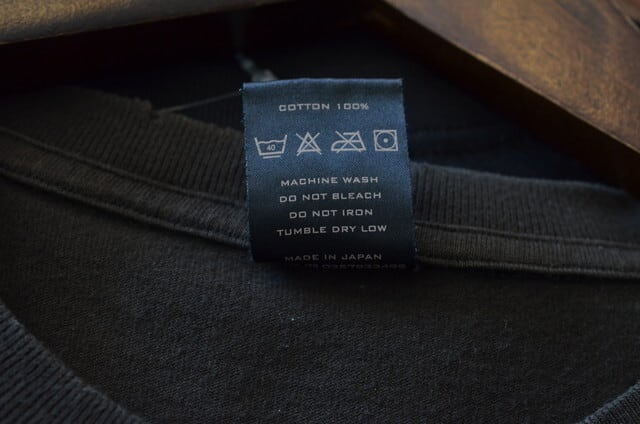 COTTON 100%
40
MACHINE WASH
DO NOT BLEACH
DO NOT IRON
TUMBLE DRY LOW
MADE IN JAPAN